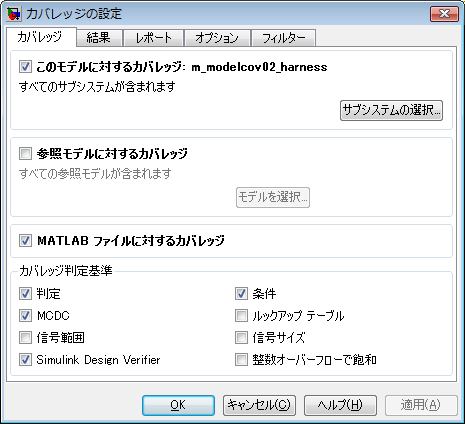 カバレッジの設定
カバレッジ 結果 レポート オプション フィルター
このモデルに対するカバレッジ: m_modelcov02_harness
すべてのサブシステムが含まれます
サブシステムの選択...
参照モデルに対するカバレッジ
すべての参照モデルが含まれます
モデルを選択...
MATLAB ファイルに対するカバレッジ
カバレッジ判定基準
判定 条件
MCDC ルックアップ テーブル
信号範囲 信号サイズ
Simulink Design Verifier 整数オーバーフローで飽和
OK キャンセル(C) ヘルプ(H) 適用(A)